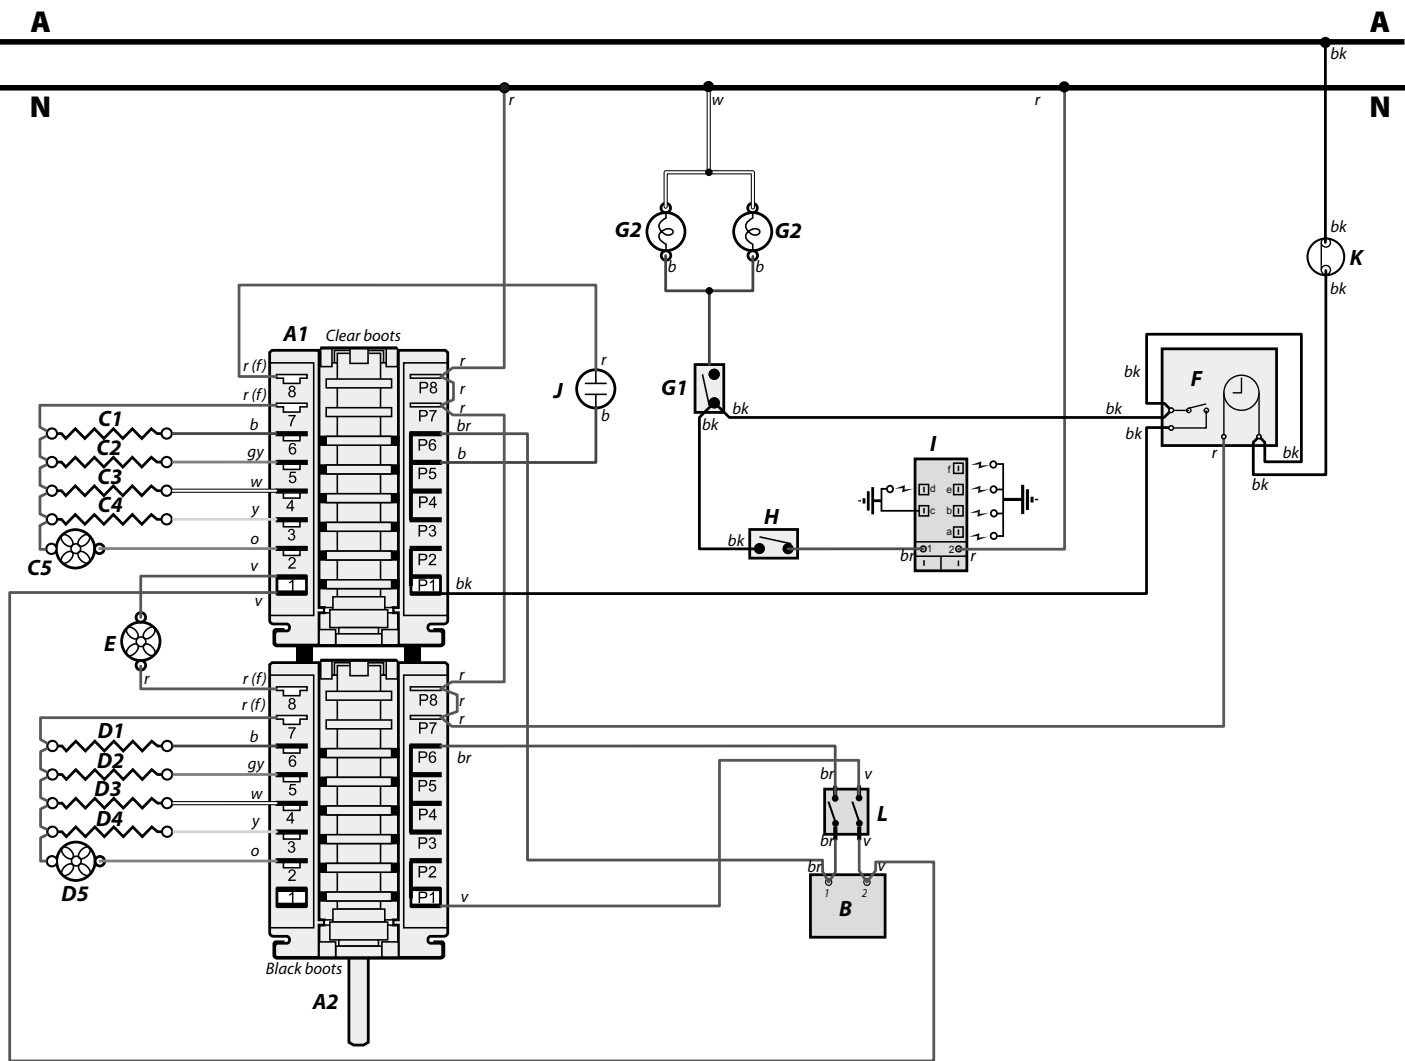 A A
bk
N r w r N
bk
G2 G2
b b
K
bk
A1 Clear boots
r (f) r r
8 P8 r
r (f) r
7 P7
C1 b br
6 P6
C2 gy b
5 P5
C3 w
4 P4
C4 y
3 P3
C5 o
2 P2
v
1 P1 bk
v
J
b
G1 bk bk
bk
bk F
bk
r bk
bk
I
f
d e
c b
a
H
bk br 1 2 r
E
r r (f) r
8 P8 r
r (f) r
7 P7
D1 b
6 P6 br
D2 gy
5 P5
D3 w
4 P4
D4 y
3 P3
D5 o
2 P2
1 P1 v
br v
L
br v
br v
1 2
B
Black boots
A2